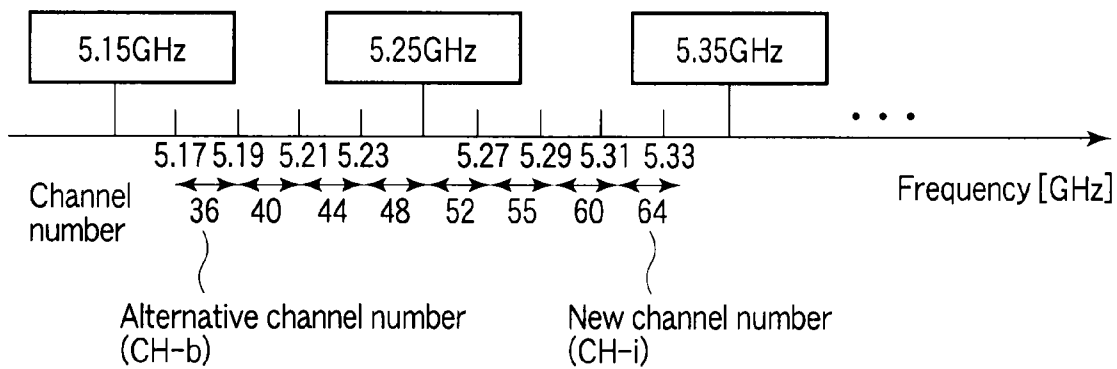 5.15GHz 5.25GHz 5.35GHz
5.17 5.19 5.21 5.23 5.27 5.29 5.31 5.33
Channel number 36 40 44 48 52 55 60 64 Frequency [GHz]
Alternative channel number (CH-b)
New channel number (CH-i)